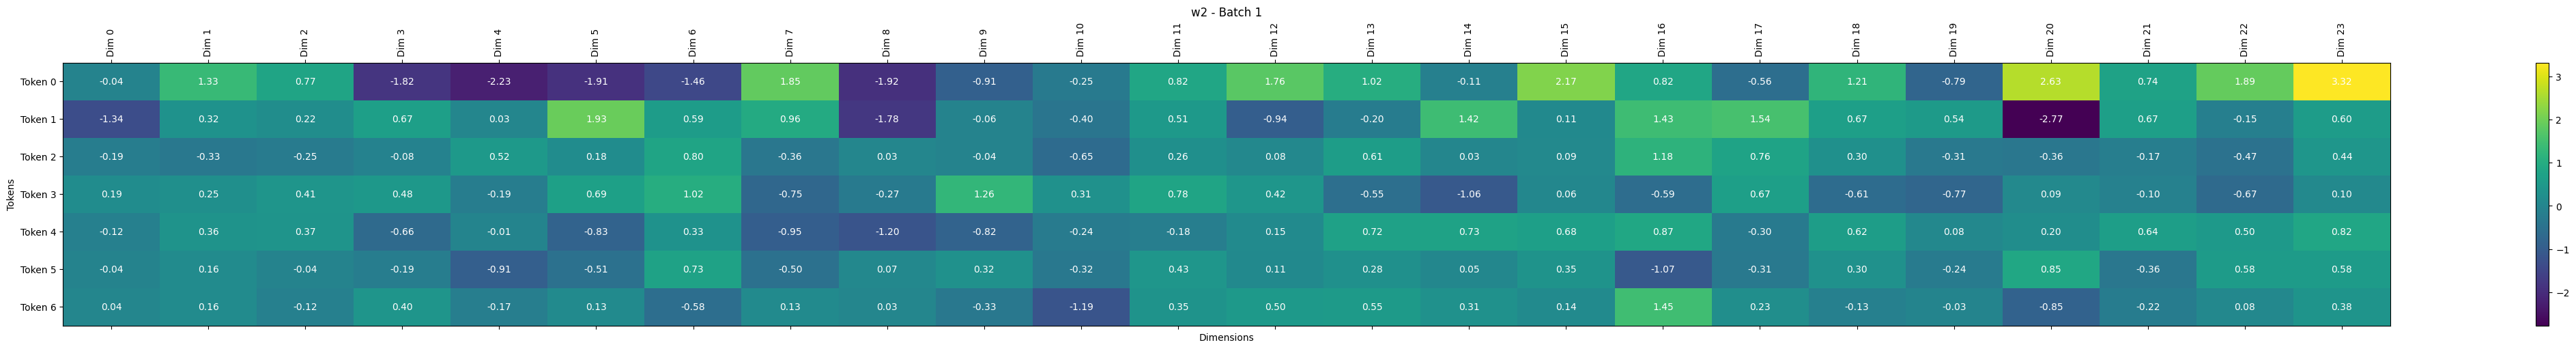 w2 - Batch 1
Dim 0 Dim 1 Dim 2 Dim 3 Dim 4 Dim 5 Dim 6 Dim 7 Dim 8 Dim 9 Dim 10 Dim 11 Dim 12 Dim 13 Dim 14 Dim 15 Dim 16 Dim 17 Dim 18 Dim 19 Dim 20 Dim 21 Dim 22 Dim 23
Token 0 -0.04 1.33 0.77 -1.82 -2.23 -1.91 -1.46 1.85 -1.92 -0.91 -0.25 0.82 1.76 1.02 -0.11 2.17 0.82 -0.56 1.21 -0.79 2.63 0.74 1.89 3.32
Token 1 -1.34 0.32 0.22 0.67 0.03 1.93 0.59 0.96 -1.78 -0.06 -0.40 0.51 -0.94 -0.20 1.42 0.11 1.43 1.54 0.67 0.54 -2.77 0.67 -0.15 0.60
Token 2 -0.19 -0.33 -0.25 -0.08 0.52 0.18 0.80 -0.36 0.03 -0.04 -0.65 0.26 0.08 0.61 0.03 0.09 1.18 0.76 0.30 -0.31 -0.36 -0.17 -0.47 0.44
Token 3 0.19 0.25 0.41 0.48 -0.19 0.69 1.02 -0.75 -0.27 1.26 0.31 0.78 0.42 -0.55 -1.06 0.06 -0.59 0.67 -0.61 -0.77 0.09 -0.10 -0.67 0.10
Token 4 -0.12 0.36 0.37 -0.66 -0.01 -0.83 0.33 -0.95 -1.20 -0.82 -0.24 -0.18 0.15 0.72 0.73 0.68 0.87 -0.30 0.62 0.08 0.20 0.64 0.50 0.82
Token 5 -0.04 0.16 -0.04 -0.19 -0.91 -0.51 0.73 -0.50 0.07 0.32 -0.32 0.43 0.11 0.28 0.05 0.35 -1.07 -0.31 0.30 -0.24 0.85 -0.36 0.58 0.58
Token 6 0.04 0.16 -0.12 0.40 -0.17 0.13 -0.58 0.13 0.03 -0.33 -1.19 0.35 0.50 0.55 0.31 0.14 1.45 0.23 -0.13 -0.03 -0.85 -0.22 0.08 0.38
Tokens
Dimensions
3
2
1
0
−1
−2